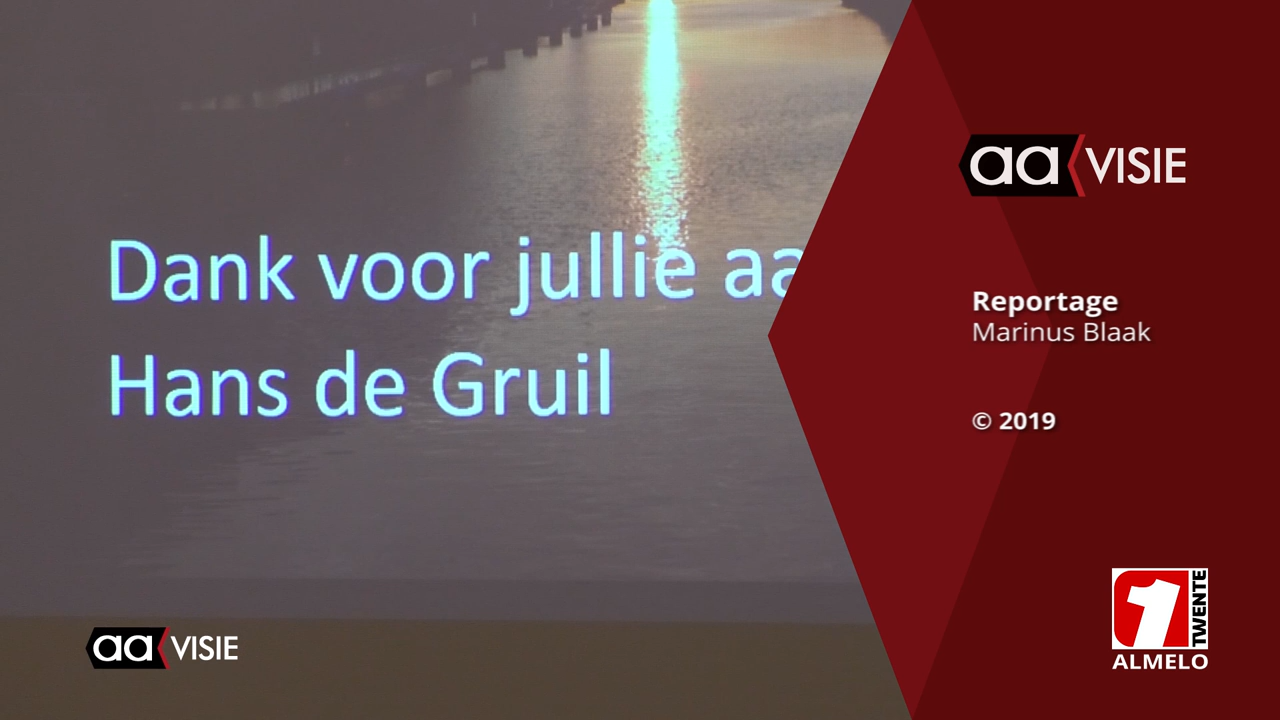 Dank voor jullie aa
Hans de Gruil
aa VISIE
Reportage
Marinus Blaak
© 2019
1 TWENTE
ALMELO
aa VISIE